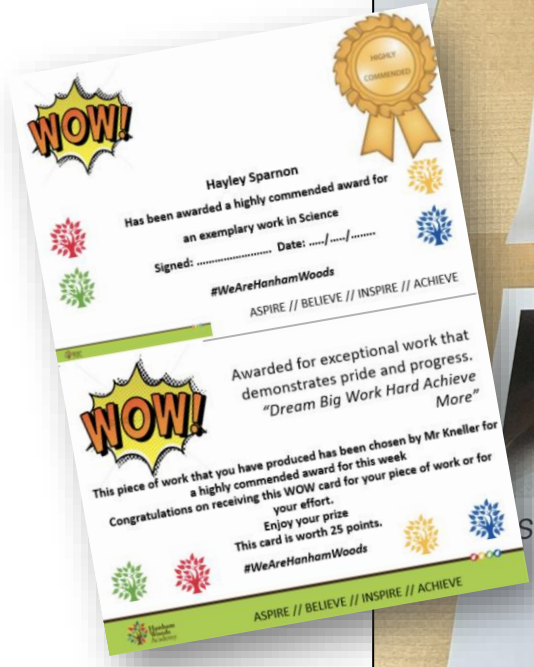 WOW!
HIGHLY
COMMENDED
Hayley Sparnon
Has been awarded a highly commended award for
an exemplary work in Science
Signed: ........................ Date: ...../...../........
#WeAreHanhamWoods
ASPIRE // BELIEVE // INSPIRE // ACHIEVE
WOW!
Awarded for exceptional work that
demonstrates pride and progress.
“Dream Big Work Hard Achieve
More”
This piece of work that you have produced has been chosen by Mr Kneller for
a highly commended award for this week
Congratulations on receiving this WOW card for your piece of work or for
your effort.
Enjoy your prize
This card is worth 25 points.
#WeAreHanhamWoods
Hanham
Woods
Academy
ASPIRE // BELIEVE // INSPIRE // ACHIEVE
S